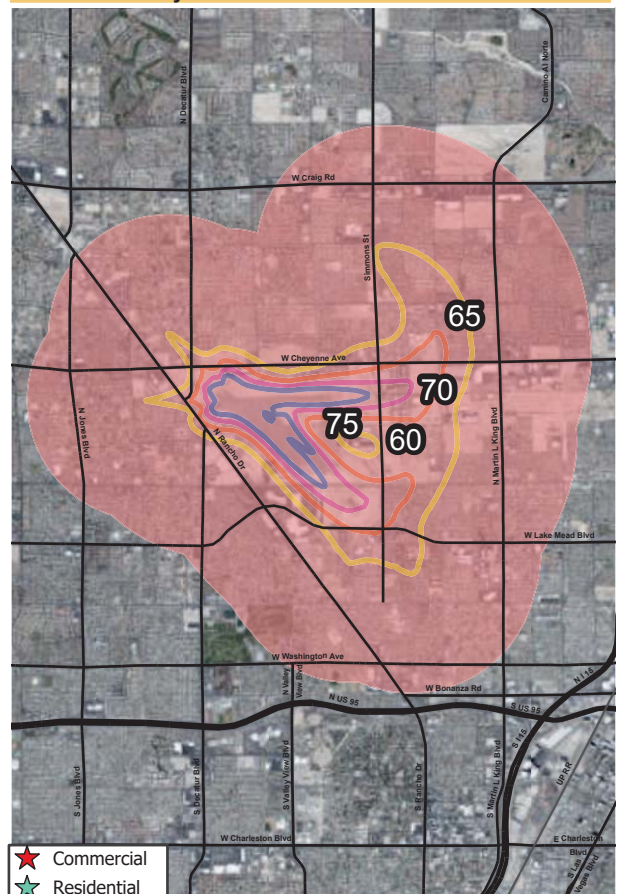 Camino Al Norte
N Decatur Blvd
W Craig Rd
Simmons St
65
W Cheyenne Ave
70
75
60
N Jones Blvd
N Rancho Dr
N Martin L King Blvd
W Lake Mead Blvd
W Washington Ave
N Valley
View Blvd
W Bonanza Rd
N I 15
N US 95
S US 95
S I 15
UP RR
S Jones Blvd
S Decatur Blvd
S Valley View Blvd
S Rancho Dr
S Martin L King Blvd
W Charleston Blvd
E Charleston
Blvd
S Las
Vegas Blvd
Commercial
Residential